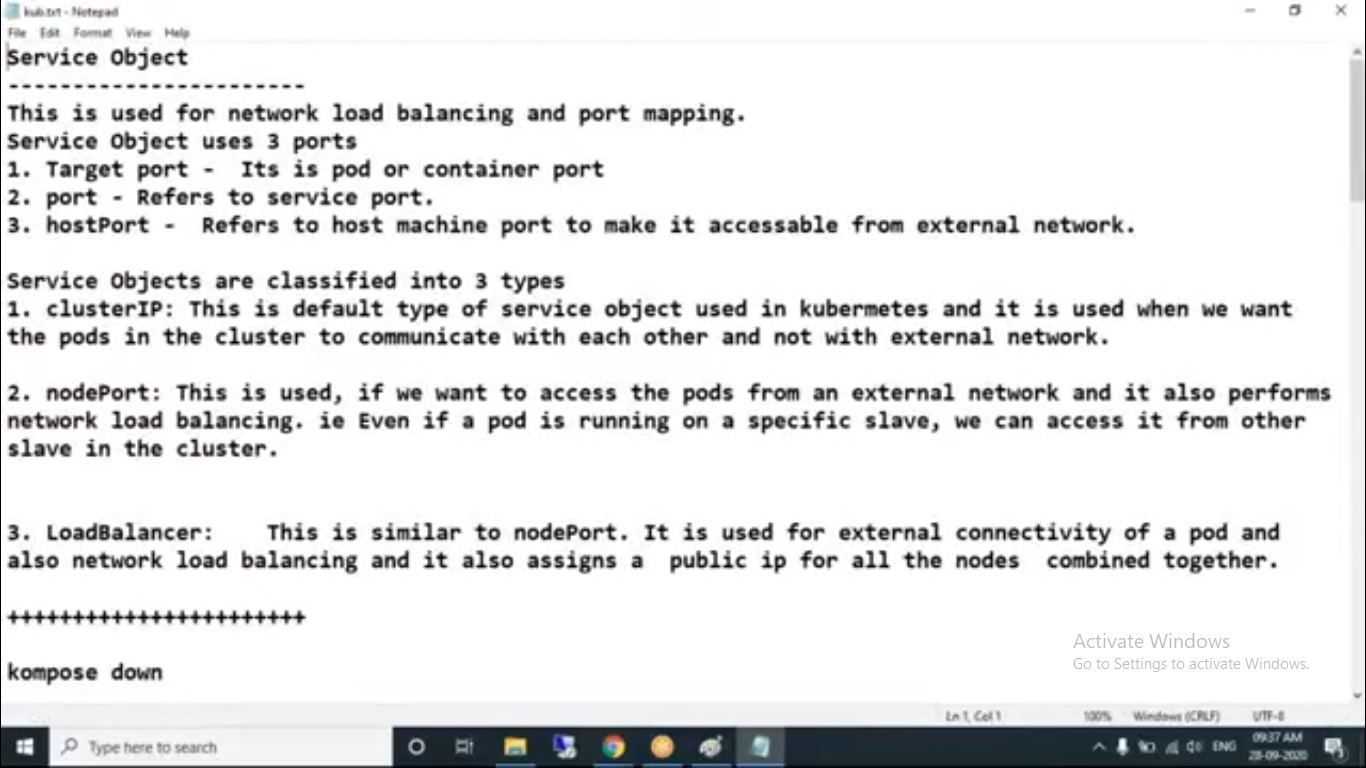 kub.txt - Notepad
File Edit Format View Help
Service Object
-----------------------
This is used for network load balancing and port mapping.
Service Object uses 3 ports
1. Target port -  Its is pod or container port
2. port - Refers to service port.
3. hostPort -  Refers to host machine port to make it accessable from external network.
Service Objects are classified into 3 types
1. clusterIP: This is default type of service object used in kubermetes and it is used when we want
the pods in the cluster to communicate with each other and not with external network.
2. nodePort: This is used, if we want to access the pods from an external network and it also performs
network load balancing. ie Even if a pod is running on a specific slave, we can access it from other
slave in the cluster.
3. LoadBalancer:    This is similar to nodePort. It is used for external connectivity of a pod and
also network load balancing and it also assigns a  public ip for all the nodes  combined together.
+++++++++++++++++++++++
kompose down
Activate Windows
Go to Settings to activate Windows.
Ln 1, Col 1 100% Windows (CRLF) UTF-8
Type here to search
ENG
09:37 AM
28-09-2020